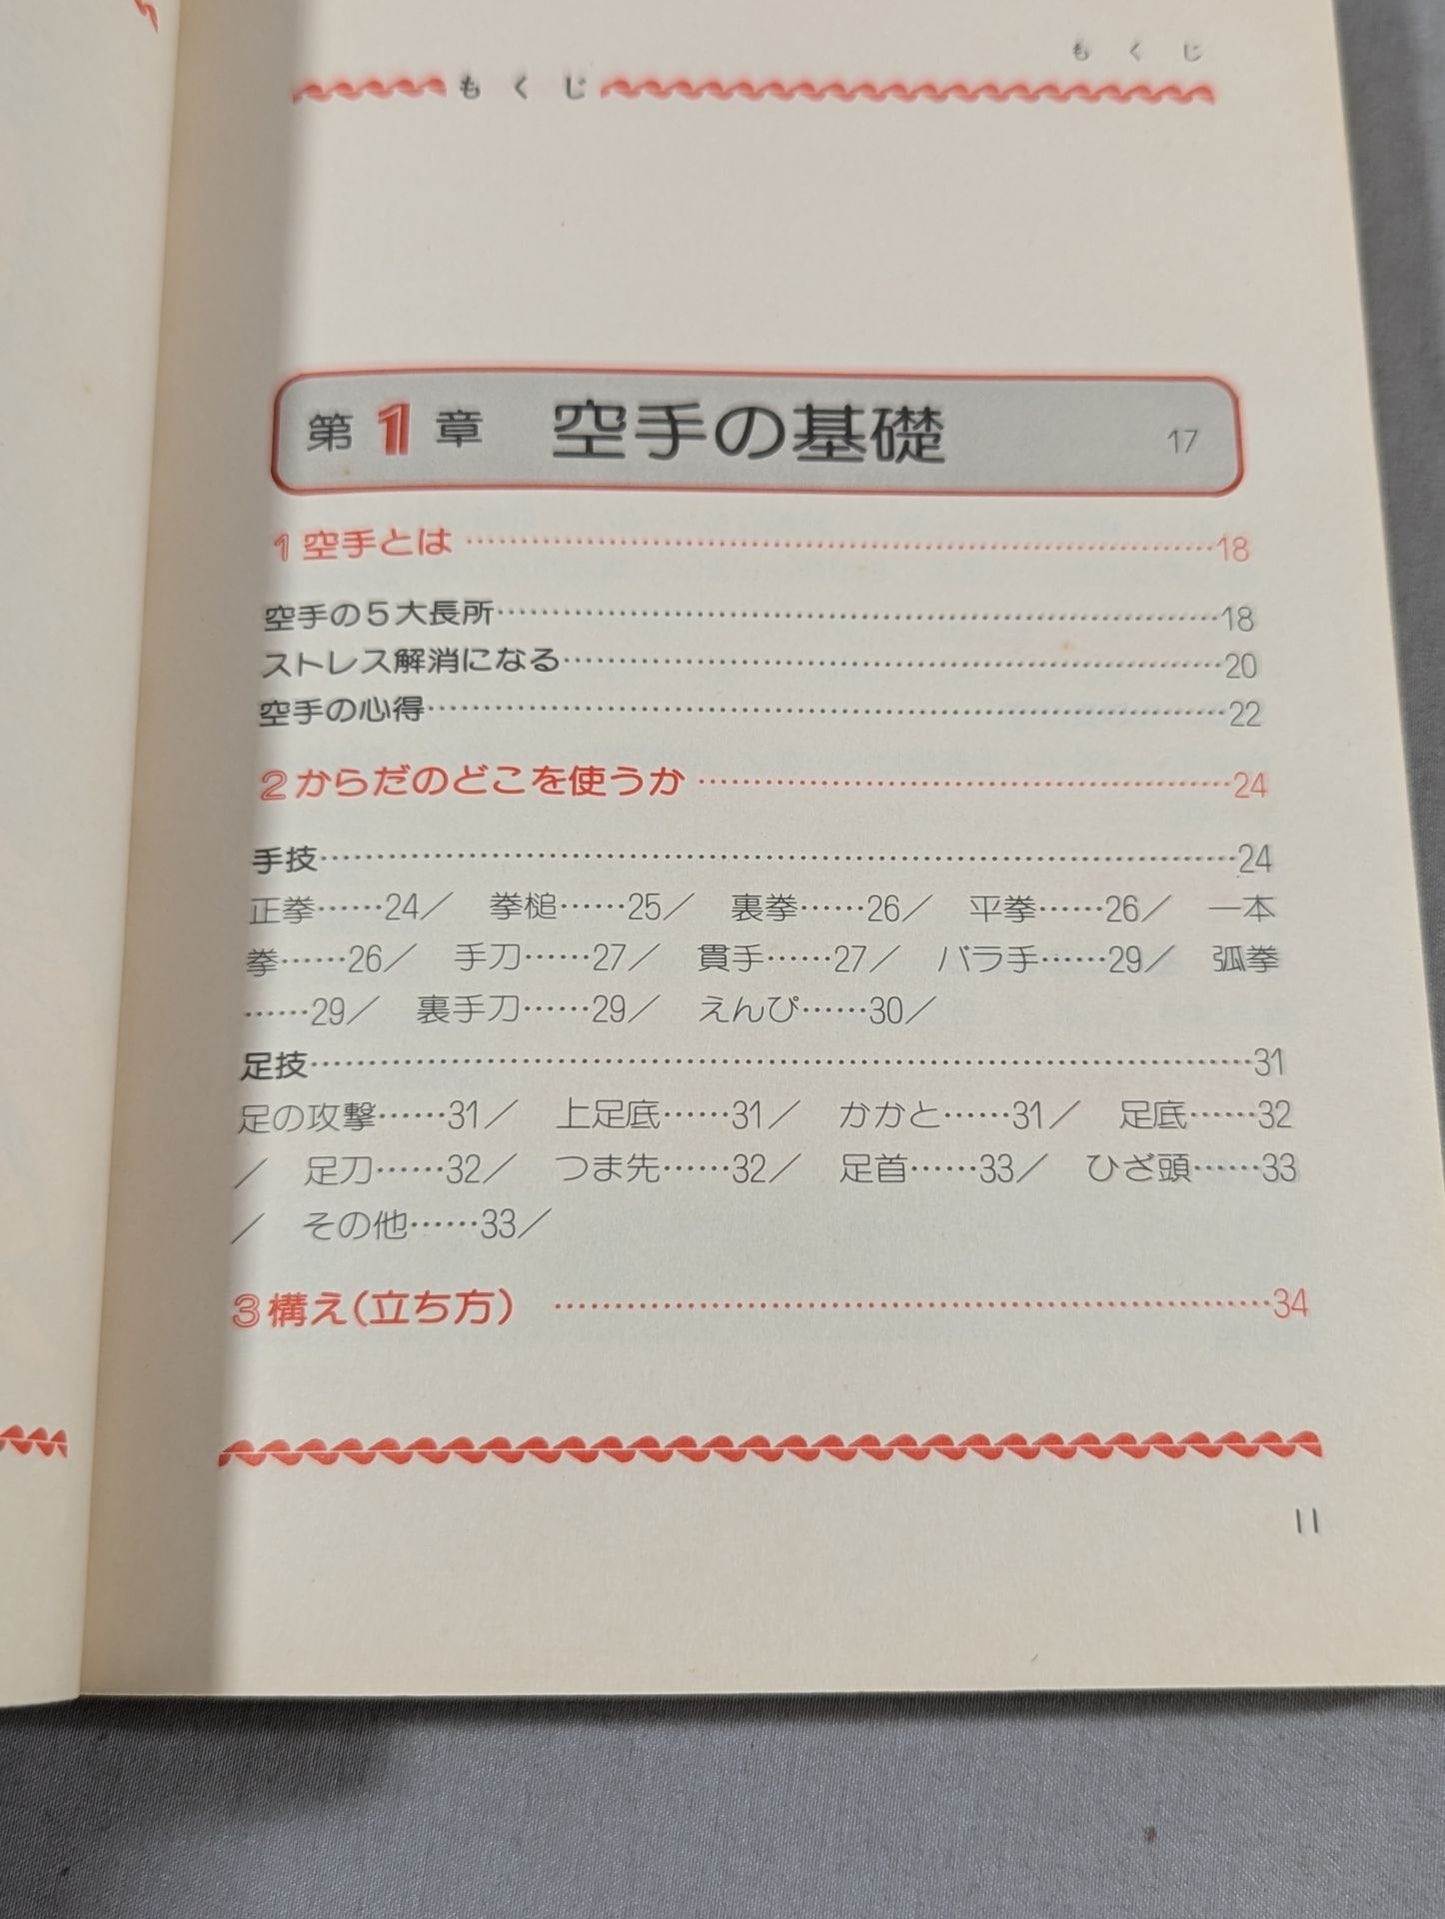 もくじ
もくじ
第1章 空手の基礎 17
1空手とは……18
空手の5大長所……18
ストレス解消になる……20
空手の心得……22
2からだのどこを使うか……24
手技……24
正拳……24／ 拳槌……25／ 裏拳……26／ 平拳……26／ 一本
拳……26／ 手刀……27／ 貫手……27／ バラ手……29／ 弧拳
……29／ 裏手刀……29／ えんぴ……30／
足技……31
足の攻撃……31／ 上足底……31／ かかと……31／ 足底……32
／ 足刀……32／ つま先……32／ 足首……33／ ひざ頭……33
／ その他……33／
3構え(立ち方)……34
11